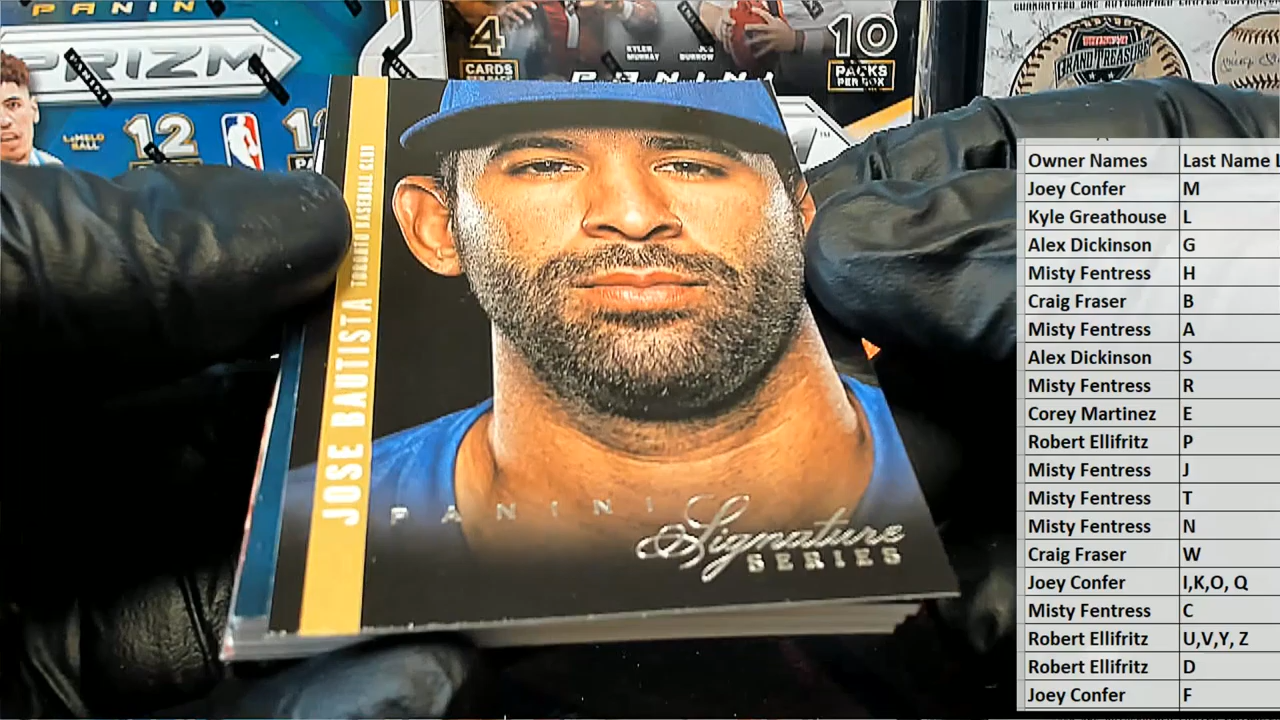 PANINI
PRIZM
LaMELO
BALL
12
4
CARDS
KYLER
MURRAY
JOE
BURROW
PANINI
10
PACKS
PER BOX
GRAND TREASURE
JOSE BAUTISTA TORONTO BASEBALL CLUB
PANINI
Signature
SERIES
Owner Names Last Name
Joey Confer M
Kyle Greathouse L
Alex Dickinson G
Misty Fentress H
Craig Fraser B
Misty Fentress A
Alex Dickinson S
Misty Fentress R
Corey Martinez E
Robert Ellifritz P
Misty Fentress J
Misty Fentress T
Misty Fentress N
Craig Fraser W
Joey Confer I,K,O, Q
Misty Fentress C
Robert Ellifritz U,V,Y, Z
Robert Ellifritz D
Joey Confer F